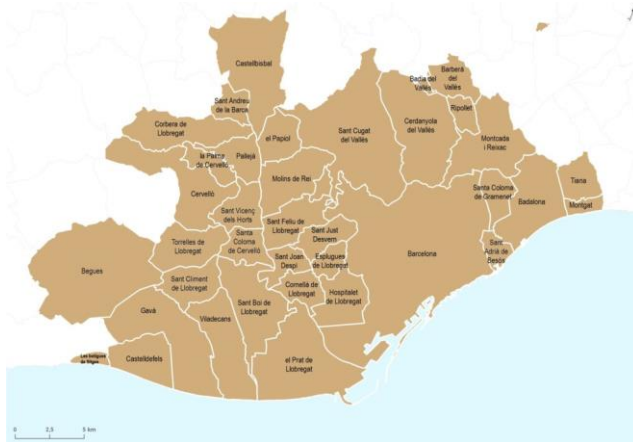 Castellbisbal
Badia del
Vallès
Barberà
del
Vallès
Sant Andreu
de la Barca
Ripollet
Corbera de
Llobregat
el Papiol
Sant Cugat
del Vallès
Cerdanyola
del Vallès
Montcada
i Reixac
la Palma
de Cervelló
Pallejà
Molins de Rei
Tiana
Cervelló
Santa Coloma
de Gramenet
Badalona
Montgat
Sant Vicenç
dels Horts
Sant Feliu de
Llobregat
Sant Just
Desvern
Torrelles de
Llobregat
Santa
Coloma
de Cervelló
Sant Joan
Despí
Esplugues
de Llobregat
Barcelona
Sant
Adrià de
Besòs
Begues
Sant Climent
de Llobregat
Cornellà de
Llobregat
Hospitalet
de Llobregat
Gavà
Viladecans
Sant Boi de
Llobregat
Les botigues
de Sitges
Castelldefels
el Prat de
Llobregat
0 2,5 5 km